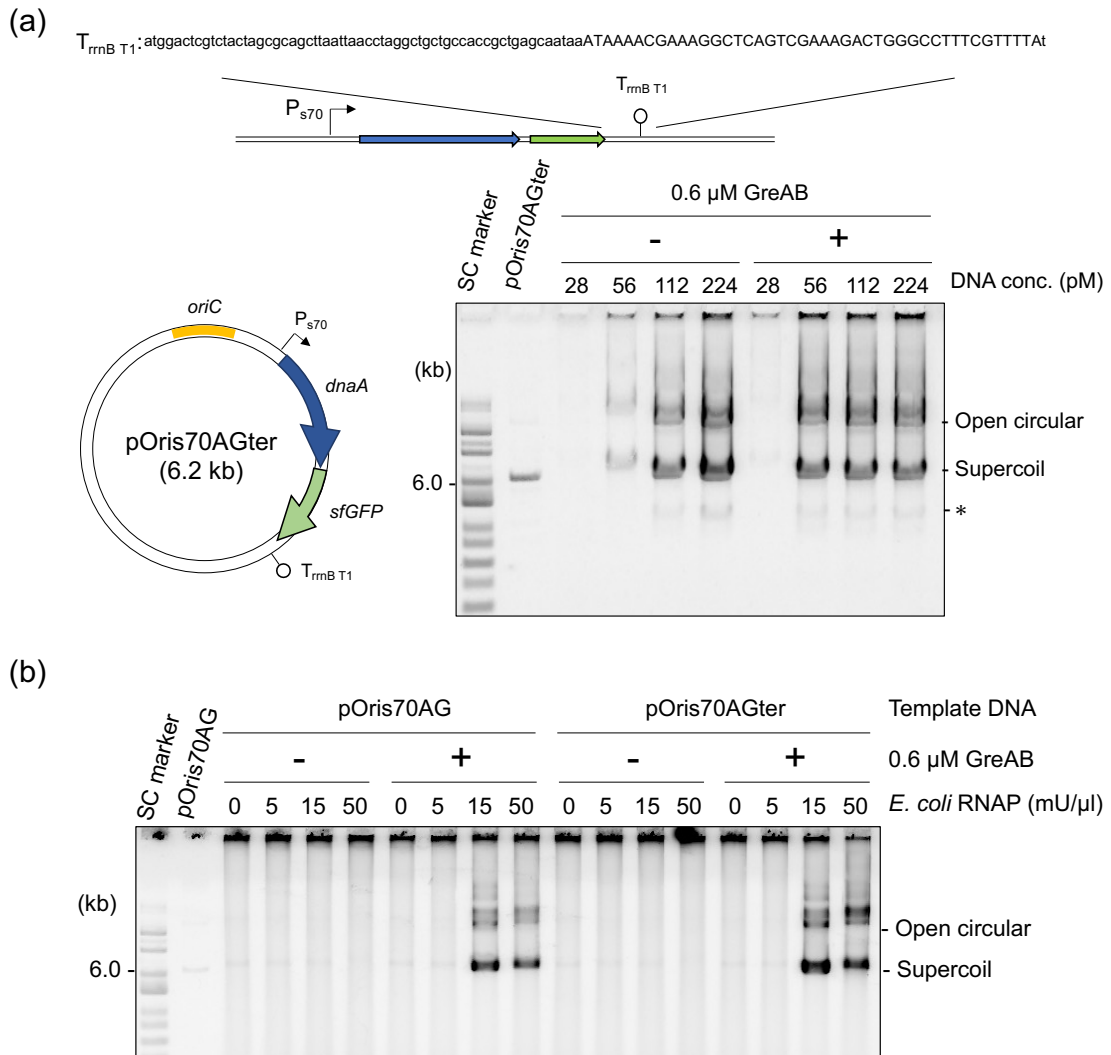 (a)
TrrnB T1:atggactcgtctactagcgcagcttaattaacctaggctgctgccaccgctgagcaataaATAAAACGAAAGGCTCAGTCGAAAGACTGGGCCTTTCGTTTTAt
Ps70
TrrnB T1
SC marker
pOris70AGter
0.6 µM GreAB
- +
28 56 112 224 28 56 112 224 DNA conc. (pM)
oriC
Ps70
dnaA
pOris70AGter
(6.2 kb)
sfGFP
TrrnB T1
(kb)
6.0
Open circular
Supercoil
*
(b)
SC marker
pOris70AG
pOris70AG pOris70AGter Template DNA
- + - + 0.6 µM GreAB
0 5 15 50 0 5 15 50 0 5 15 50 0 5 15 50 E. coli RNAP (mU/µl)
(kb)
6.0
Open circular
Supercoil